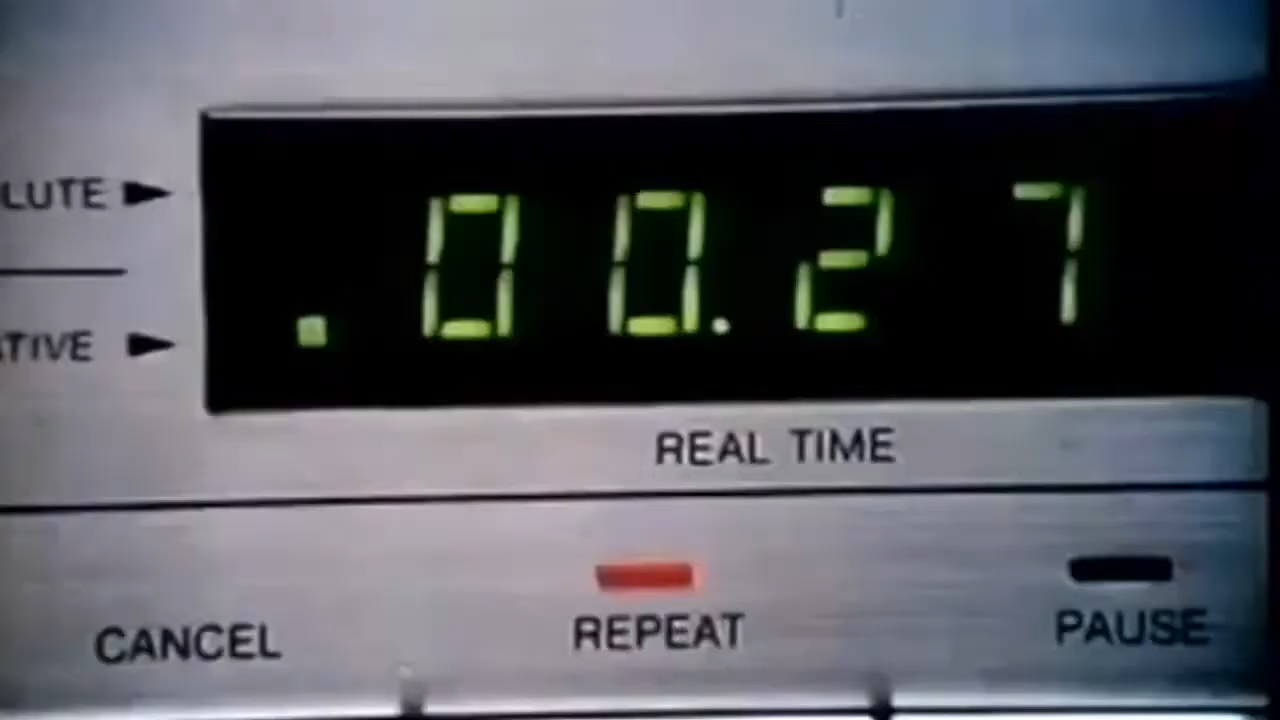 LUTE
.00.27
TIVE
REAL TIME
CANCEL REPEAT PAUSE